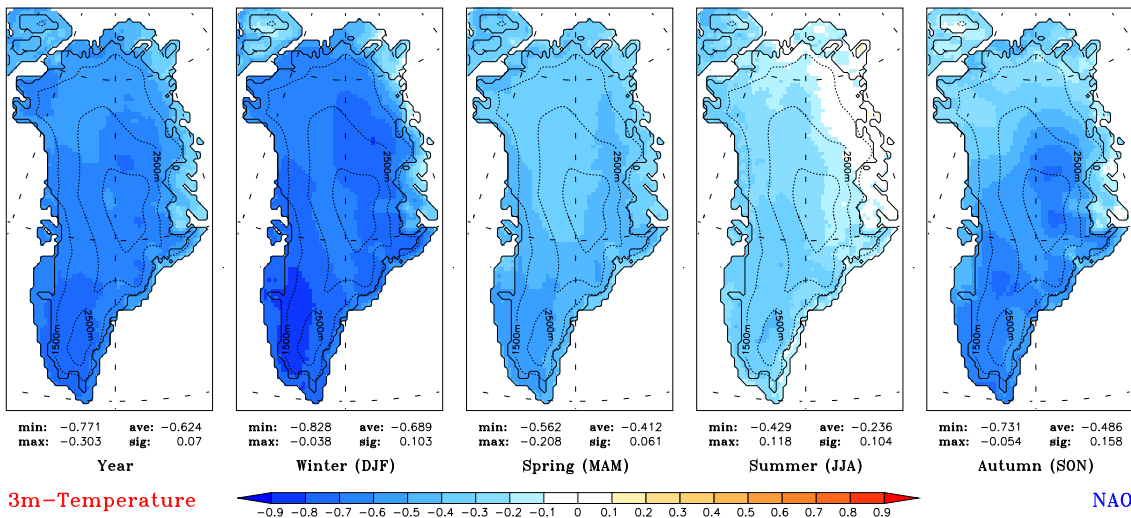 2500m
2500m
1500m
2500m
2500m
1500m
2500m
2500m
1500m
2500m
2500m
1500m
2500m
2500m
1500m
min: −0.771 ave: −0.624
max: −0.303 sig: 0.07
Year
min: −0.828 ave: −0.689
max: −0.038 sig: 0.103
Winter (DJF)
min: −0.562 ave: −0.412
max: −0.208 sig: 0.061
Spring (MAM)
min: −0.429 ave: −0.236
max: 0.118 sig: 0.104
Summer (JJA)
min: −0.731 ave: −0.486
max: −0.054 sig: 0.158
Autumn (SON)
3m−Temperature
−0.9 −0.8 −0.7 −0.6 −0.5 −0.4 −0.3 −0.2 −0.1 0 0.1 0.2 0.3 0.4 0.5 0.6 0.7 0.8 0.9
NAO